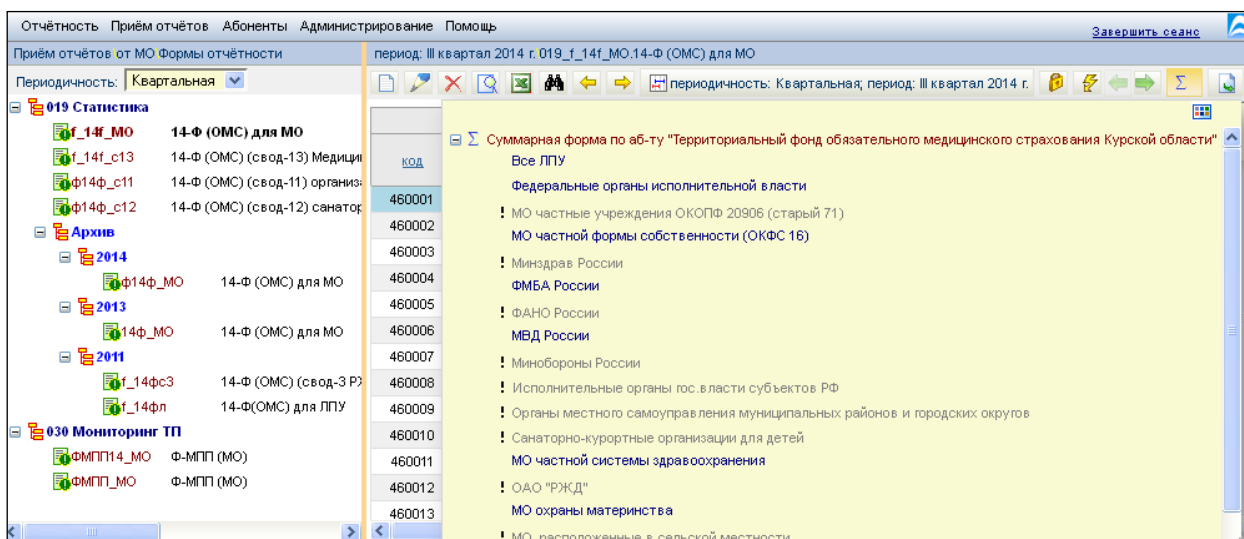 Отчётность Приём отчётов Абоненты Администрирование Помощь
Завершить сеанс
Приём отчётов от МО Формы отчётности
период: III квартал 2014 г. 019_f_14f_МО.14-Ф (ОМС) для МО
Периодичность: Квартальная
периодичность: Квартальная; период: III квартал 2014 г.
Σ
019 Статистика
f_14f_МО 14-Ф (ОМС) для МО
f_14f_c13 14-Ф (ОМС) (свод-13) Медици
ф14ф_c11 14-Ф (ОМС) (свод-11) организ
ф14ф_c12 14-Ф (ОМС) (свод-12) санатор
Архив
2014
ф14ф_МО 14-Ф (ОМС) для МО
2013
14ф_МО 14-Ф (ОМС) для МО
2011
f_14фс3 14-Ф (ОМС) (свод-3 РЖ
f_14фл 14-Ф(ОМС) для ЛПУ
030 Мониторинг ТП
ФМПП14_МО Ф-МПП (МО)
ФМПП_МО Ф-МПП (МО)
код
460001
460002
460003
460004
460005
460006
460007
460008
460009
460010
460011
460012
460013
Σ Суммарная форма по аб-ту "Территориальный фонд обязательного медицинского страхования Курской области"
Все ЛПУ
Федеральные органы исполнительной власти
! МО частные учреждения ОКОПФ 20906 (старый 71)
МО частной формы собственности (ОКФС 16)
! Минздрав России
ФМБА России
! ФАНО России
МВД России
! Минобороны России
! Исполнительные органы гос.власти субъектов РФ
! Органы местного самоуправления муниципальных районов и городских округов
! Санаторно-курортные организации для детей
МО частной системы здравоохранения
! ОАО "РЖД"
МО охраны материнства
! МО, расположенные в сельской местности